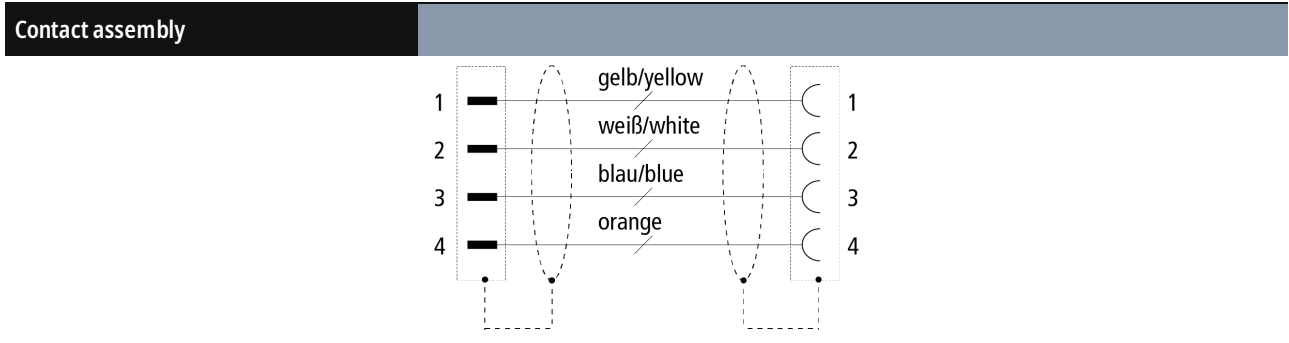 Contact assembly
gelb/yellow
1 1
weiß/white
2 2
blau/blue
3 3
orange
4 4